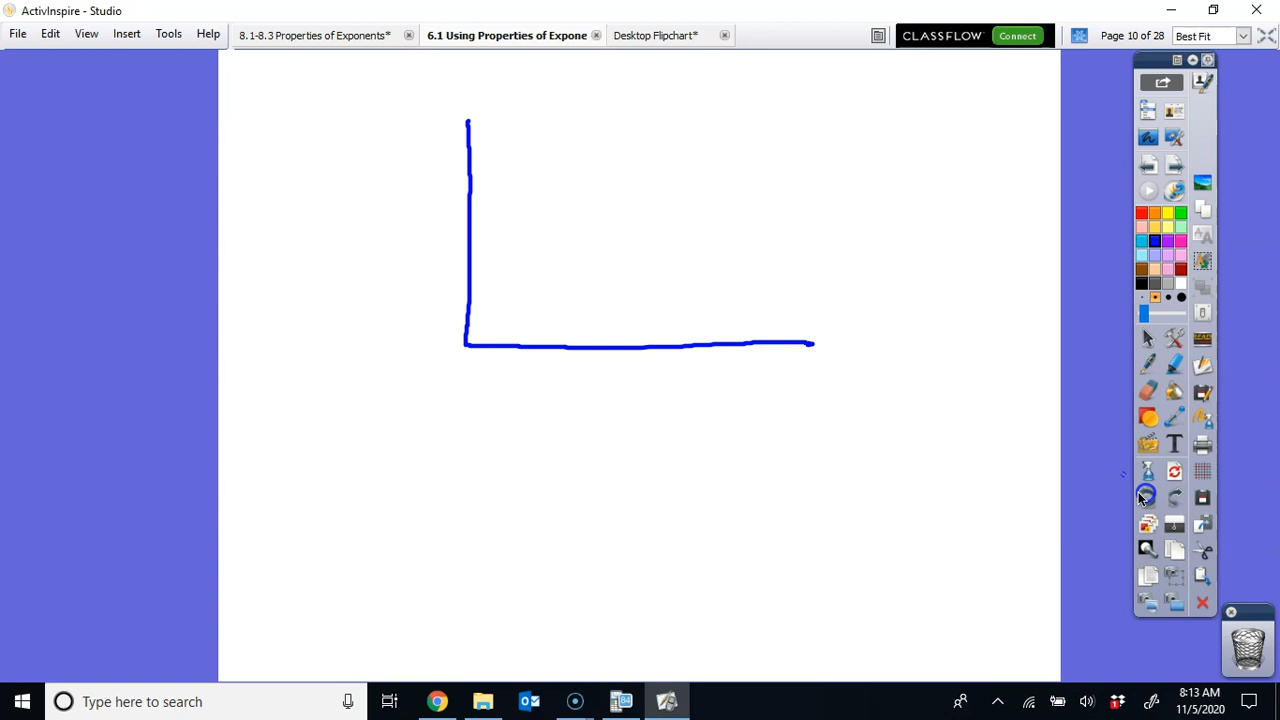 ActivInspire - Studio
File Edit View Insert Tools Help
8.1-8.3 Properties of Exponents*
6.1 Using Properties of Expone
Desktop Flipchart*
CLASSFLOW Connect
Page 10 of 28
Best Fit
T
Type here to search
8:13 AM
11/5/2020